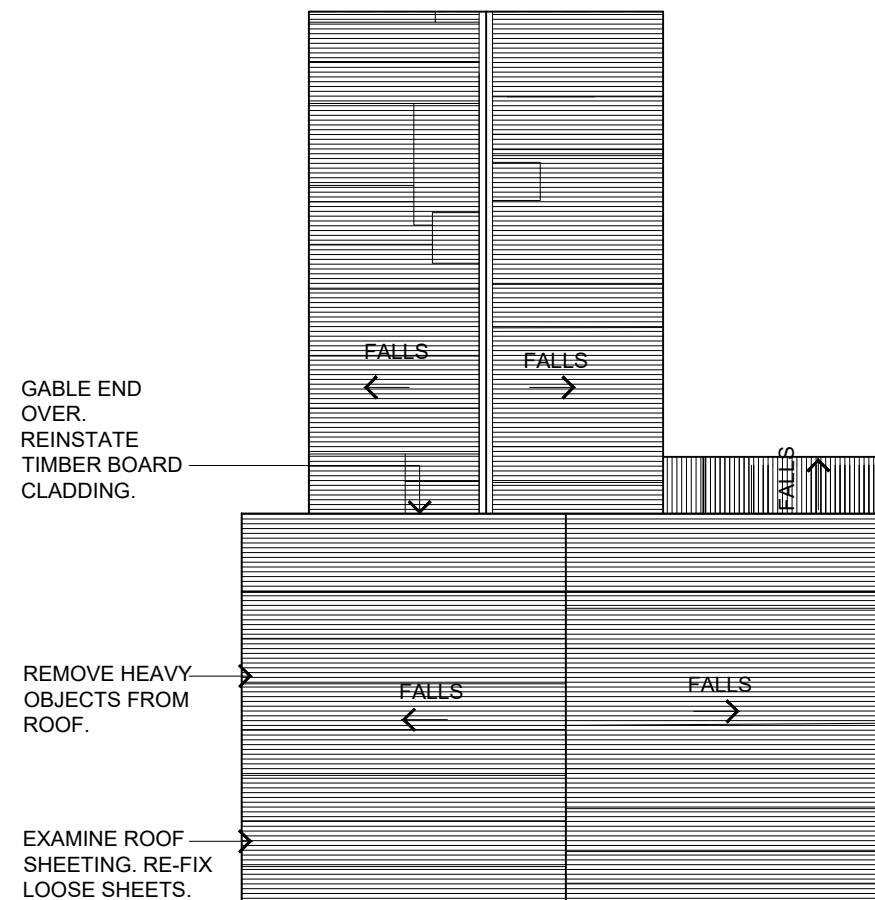 FALLS
FALLS
GABLE END
OVER.
REINSTATE
TIMBER BOARD
CLADDING.
FALLS
REMOVE HEAVY
OBJECTS FROM
ROOF.
FALLS
FALLS
EXAMINE ROOF
SHEETING. RE-FIX
LOOSE SHEETS.